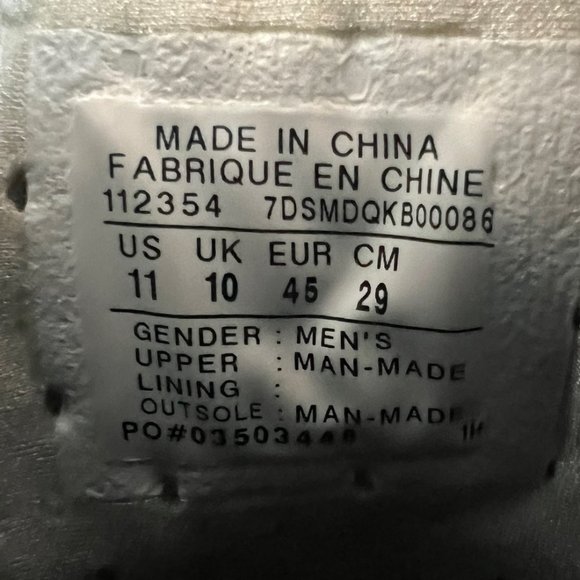 MADE IN CHINA
FABRIQUE EN CHINE
112354 7DSMDQKB00086
US UK EUR CM
11 10 45 29
GENDER : MEN'S
UPPER : MAN-MADE
LINING :
OUTSOLE : MAN-MADE